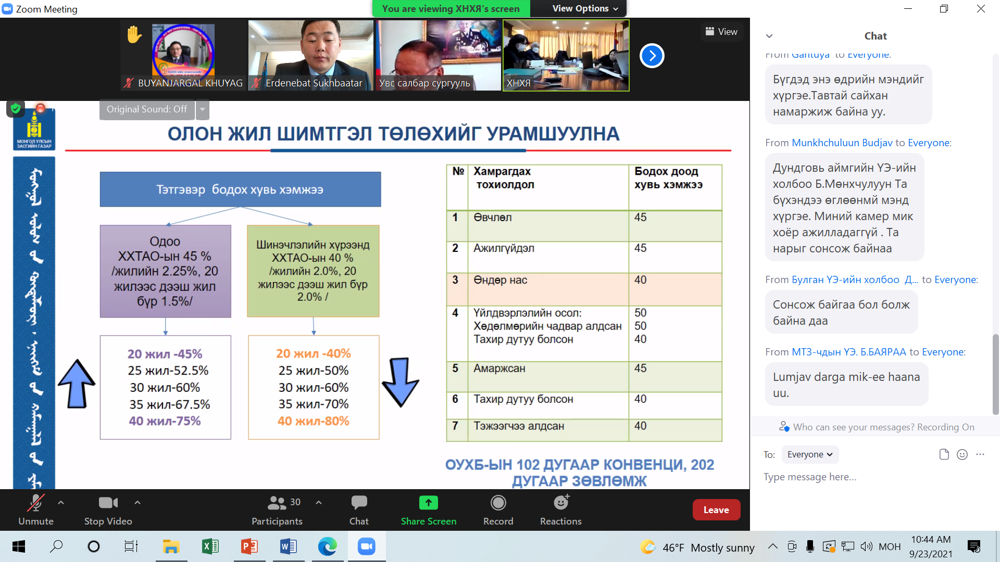 Zoom Meeting
You are viewing ХНХЯ's screen
View Options
BUYANJARGAL KHUYAG
Erdenebat Sukhbaatar
Увс салбар сургууль
ХНХЯ
View
Original Sound: Off
МОНГОЛ УЛСЫН
ЗАСГИЙН ГАЗАР
ОЛОН ЖИЛ ШИМТГЭЛ ТӨЛӨХИЙГ УРАМШУУЛНА
Тэтгэвэр бодох хувь хэмжээ
Одоо
ХХТАО-ын 45 %
/жилийн 2.25%, 20
жилээс дээш жил
бүр 1.5%/
Шинэчлэлийн хүрээнд
ХХТАО-ын 40 %
/жилийн 2.0%, 20
жилээс дээш жил бүр
2.0% /
20 жил -45%
25 жил-52.5%
30 жил-60%
35 жил-67.5%
40 жил-75%
20 жил -40%
25 жил-50%
30 жил-60%
35 жил-70%
40 жил-80%
№ Хамрагдах тохиолдол Бодох доод хувь хэмжээ
1 Өвчлөл 45
2 Ажилгүйдэл 45
3 Өндөр нас 40
4 Үйлдвэрлэлийн осол: 50
Хөдөлмөрийн чадвар алдсан 50
Тахир дутуу болсон 40
5 Амаржсан 45
6 Тахир дутуу болсон 40
7 Тэжээгчээ алдсан 40
ОУХБ-ЫН 102 ДУГААР КОНВЕНЦИ, 202
ДУГААР ЗӨВЛӨМЖ
Chat
From Gantuya to Everyone:
Бүгдэд энэ өдрийн мэндийг
хүргэе.Тавтай сайхан
намаржиж байна уу.
From Munkhchuluun Budjav to Everyone:
Дундговь аймгийн ҮЭ-ийн
холбоо Б.Мөнхчулуун Та
бүхэндээ өглөөнмй мэнд
хүргэе. Миний камер мик
хоёр ажилладаггүй . Та
нарыг сонсож байнаа
From Булган ҮЭ-ийн холбоо Д... to Everyone:
Сонсож байгаа бол болж
байна даа
From МТЗ-чдын ҮЭ. Б.БАЯРАА to Everyone:
Lumjav darga mik-ee haana
uu.
Who can see your messages? Recording On
To: Everyone
Type message here...
Unmute
Stop Video
Participants
30
Chat
Share Screen
Record
Reactions
Leave
46°F Mostly sunny
МОН
10:44 AM
9/23/2021